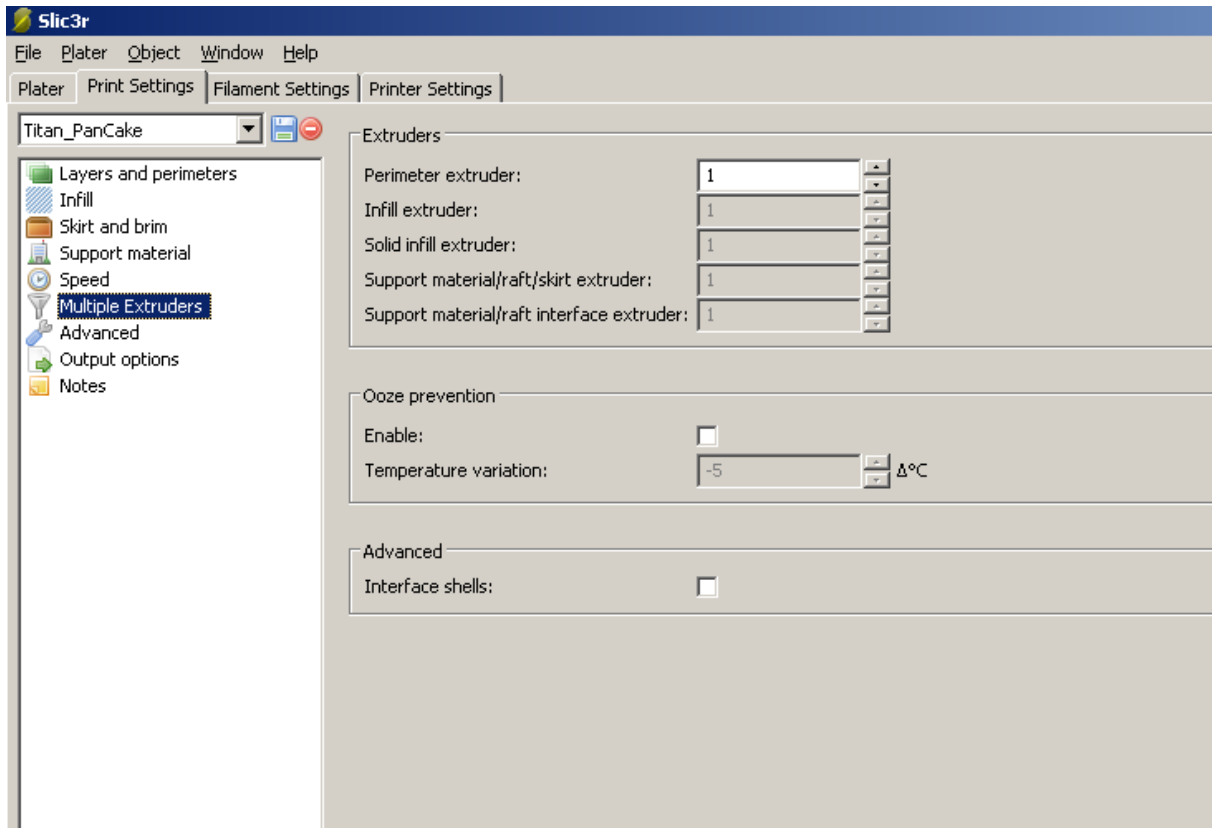 Slic3r
File Plater Object Window Help
Plater Print Settings Filament Settings Printer Settings
Titan_PanCake
Layers and perimeters
Infill
Skirt and brim
Support material
Speed
Multiple Extruders
Advanced
Output options
Notes
Extruders
Perimeter extruder: 1
Infill extruder: 1
Solid infill extruder: 1
Support material/raft/skirt extruder: 1
Support material/raft interface extruder: 1
Ooze prevention
Enable:
Temperature variation: -5 Δ°C
Advanced
Interface shells: